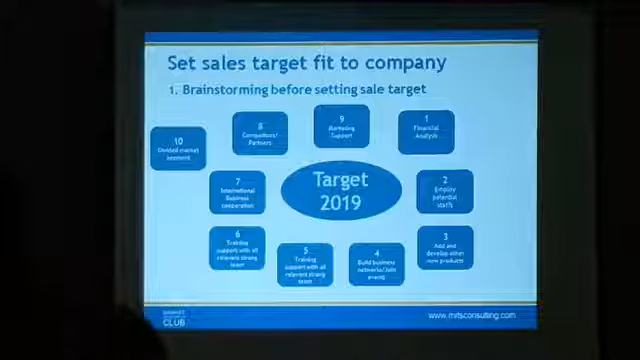 Set sales target fit to company
1. Brainstorming before setting sale target
10
Divided market
segment
8
Competitors/
Partners
9
Marketing
Support
1
Financial
Analysis
7
International
Business
cooperation
Target
2019
2
Employ
potential
staffs
6
Training
support with all
relevant strong
team
5
Training
support with all
relevant strong
team
4
Build business
networks/Join
events
3
Add and
develop other
new products
CLUB
www.mitsconsulting.com